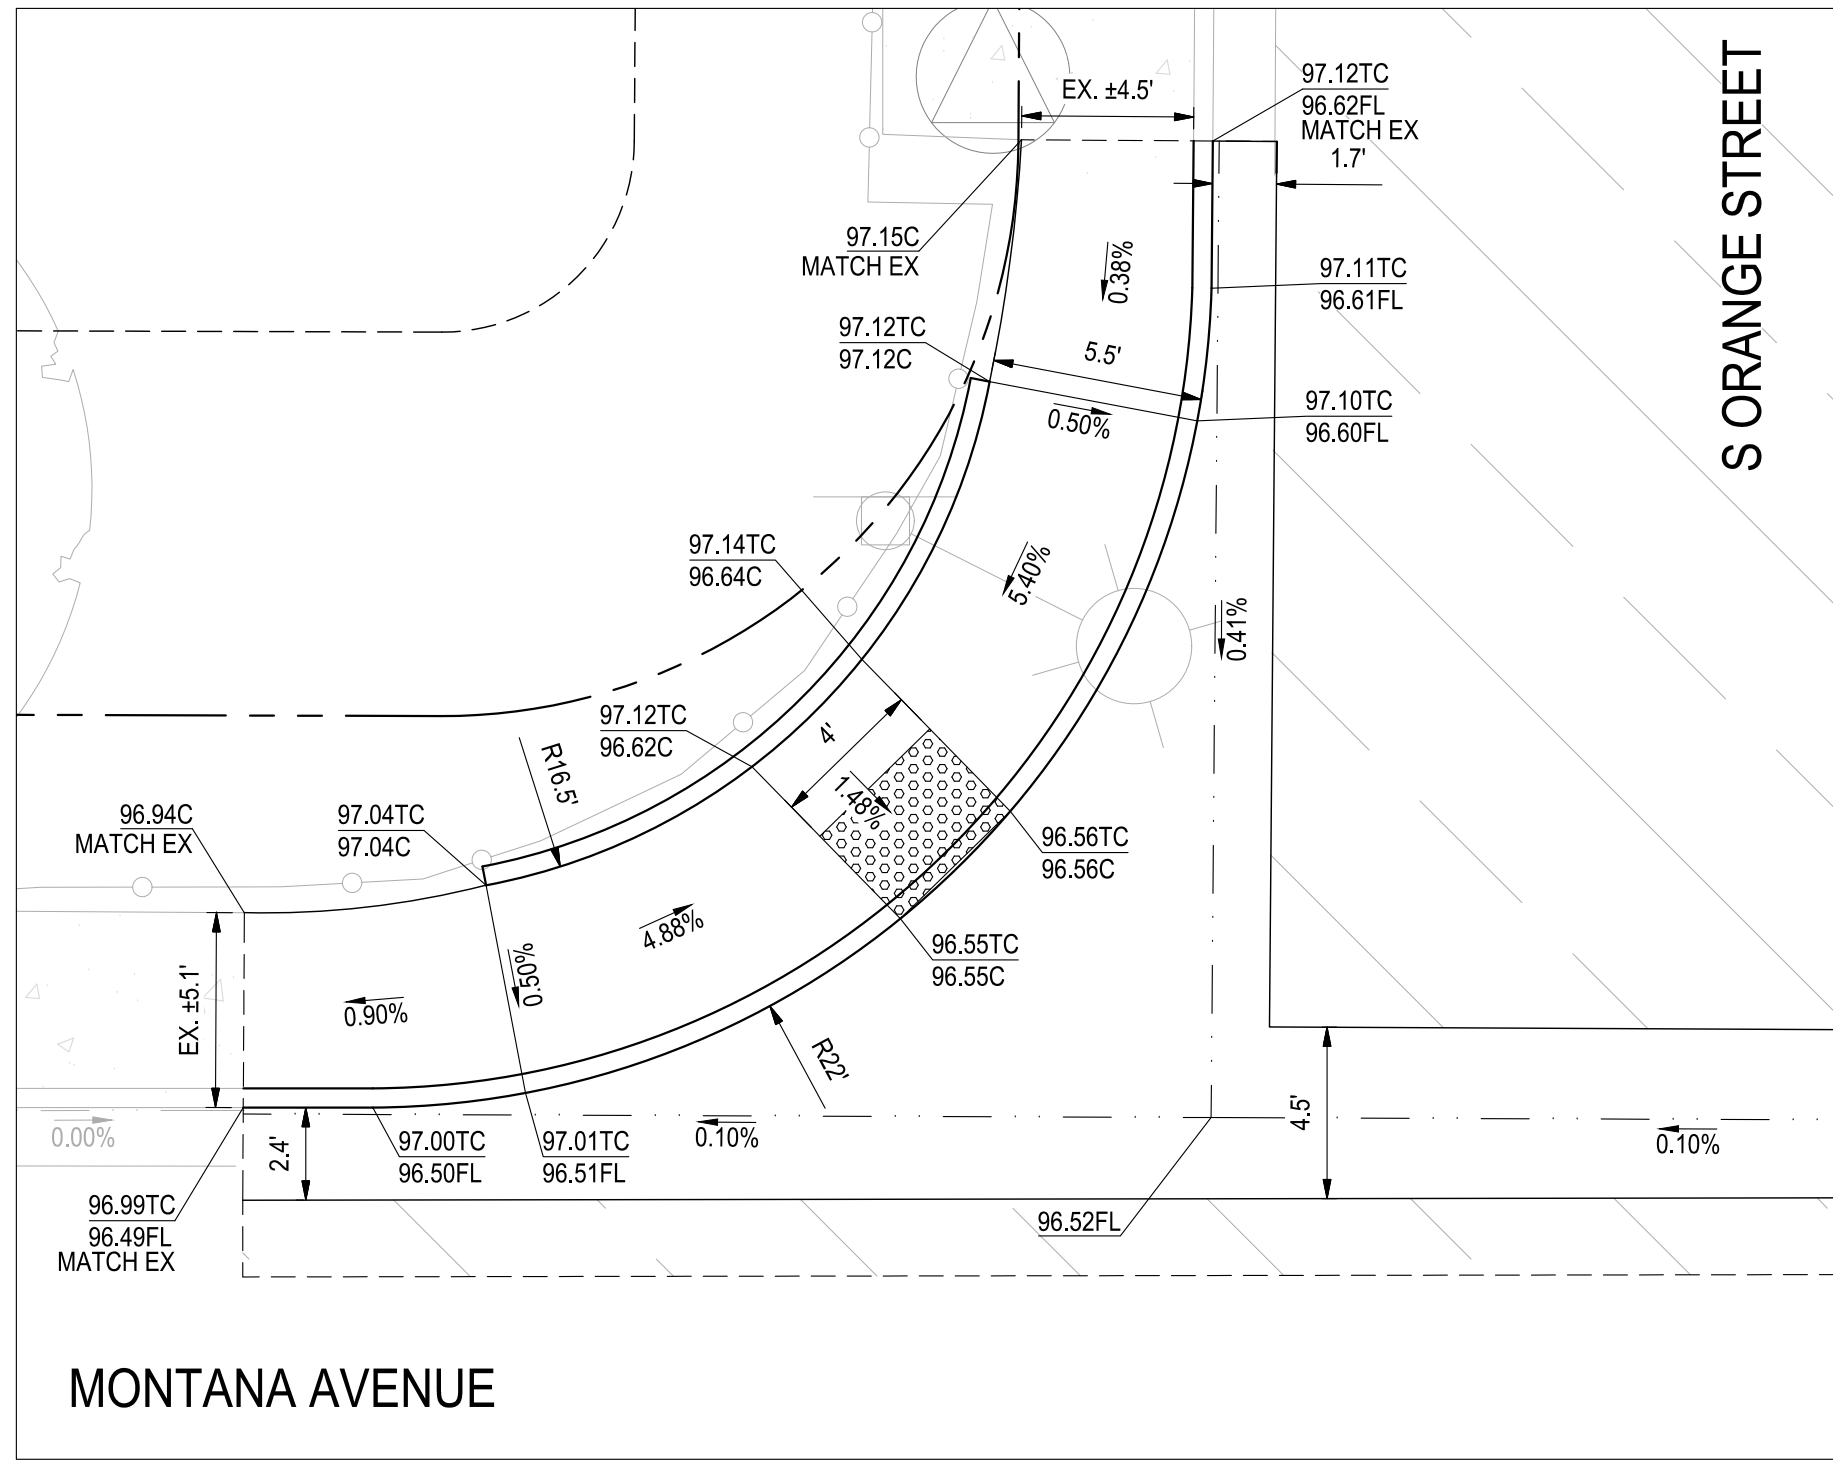 EX. ±4.5'
97.12TC
96.62FL
MATCH EX
1.7'
S ORANGE STREET
97.15C
MATCH EX
0.38%
97.11TC
96.61FL
97.12TC
97.12C
5.5'
0.50%
97.10TC
96.60FL
97.14TC
96.64C
5.40%
0.41%
97.12TC
96.62C
4'
R16.5'
1.48%
96.94C
MATCH EX
97.04TC
97.04C
96.56TC
96.56C
4.88%
96.55TC
96.55C
0.50%
EX. ±5.1'
0.90%
R22'
4.5'
0.00%
2.4'
97.00TC
96.50FL
97.01TC
96.51FL
0.10%
0.10%
96.99TC
96.49FL
MATCH EX
96.52FL
MONTANA AVENUE